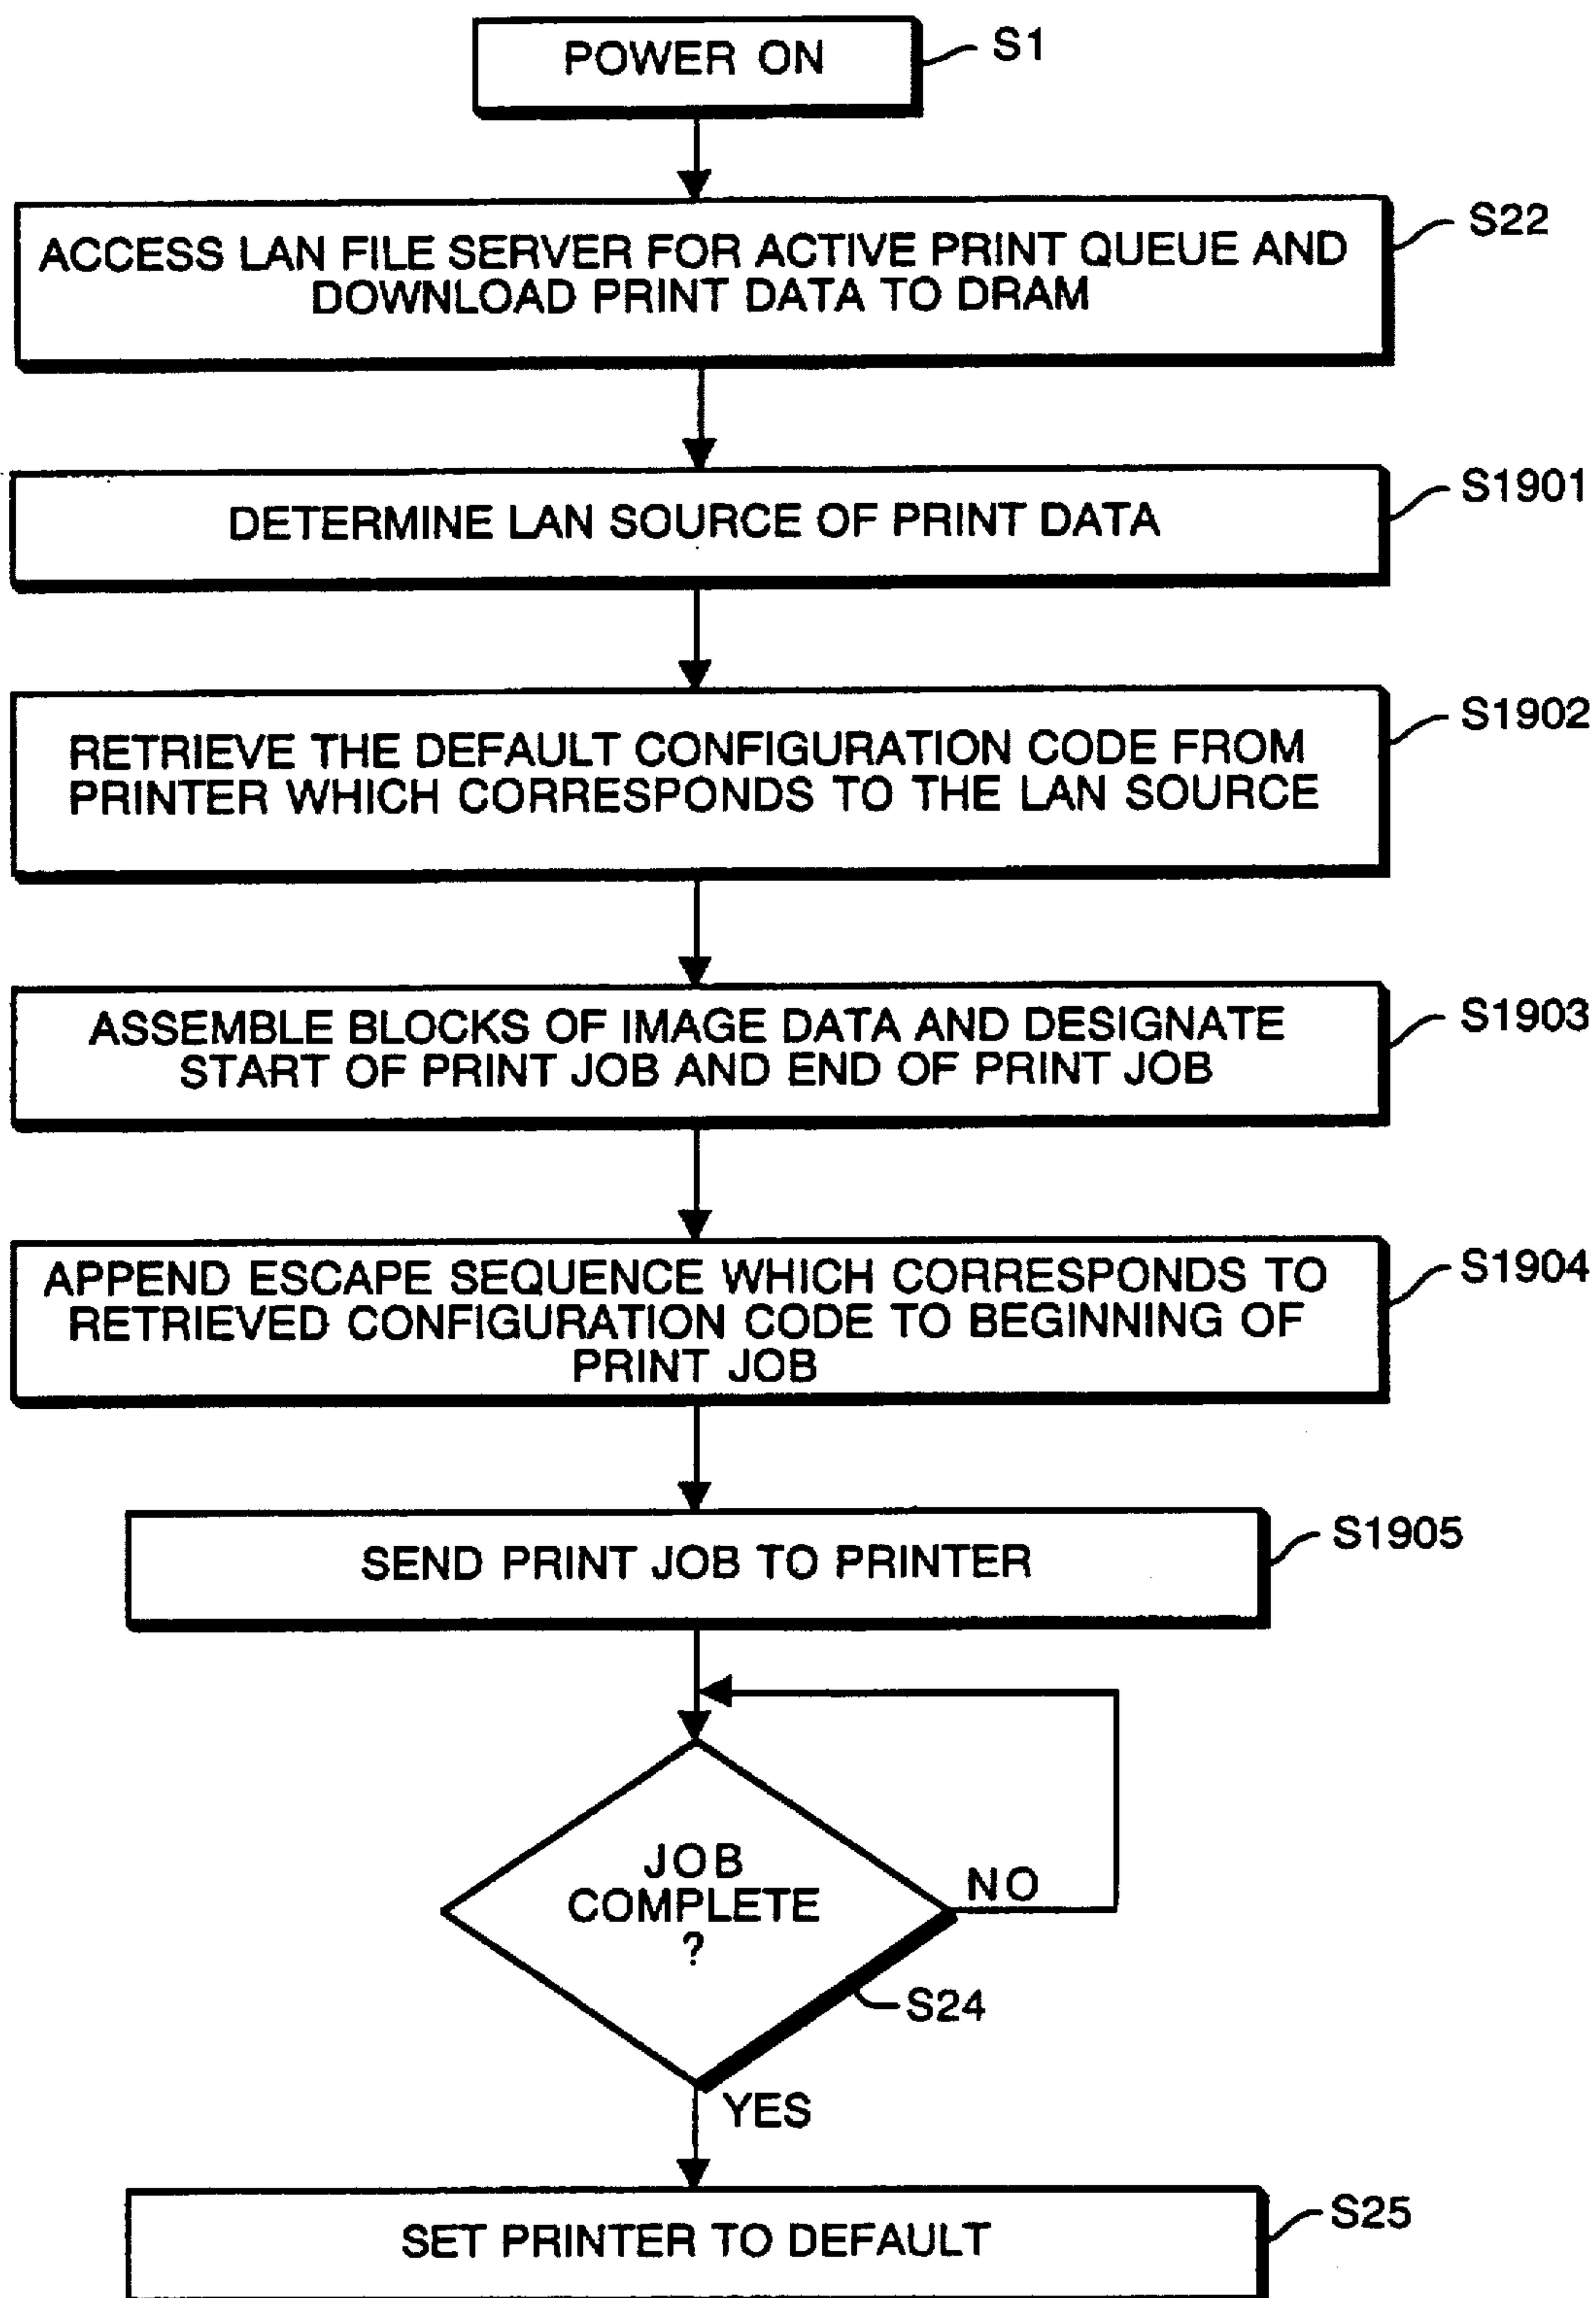 POWER ON
S1
ACCESS LAN FILE SERVER FOR ACTIVE PRINT QUEUE AND
DOWNLOAD PRINT DATA TO DRAM
S22
DETERMINE LAN SOURCE OF PRINT DATA
S1901
RETRIEVE THE DEFAULT CONFIGURATION CODE FROM
PRINTER WHICH CORRESPONDS TO THE LAN SOURCE
S1902
ASSEMBLE BLOCKS OF IMAGE DATA AND DESIGNATE
START OF PRINT JOB AND END OF PRINT JOB
S1903
APPEND ESCAPE SEQUENCE WHICH CORRESPONDS TO
RETRIEVED CONFIGURATION CODE TO BEGINNING OF
PRINT JOB
S1904
SEND PRINT JOB TO PRINTER
S1905
JOB
COMPLETE
?
NO
S24
YES
SET PRINTER TO DEFAULT
S25